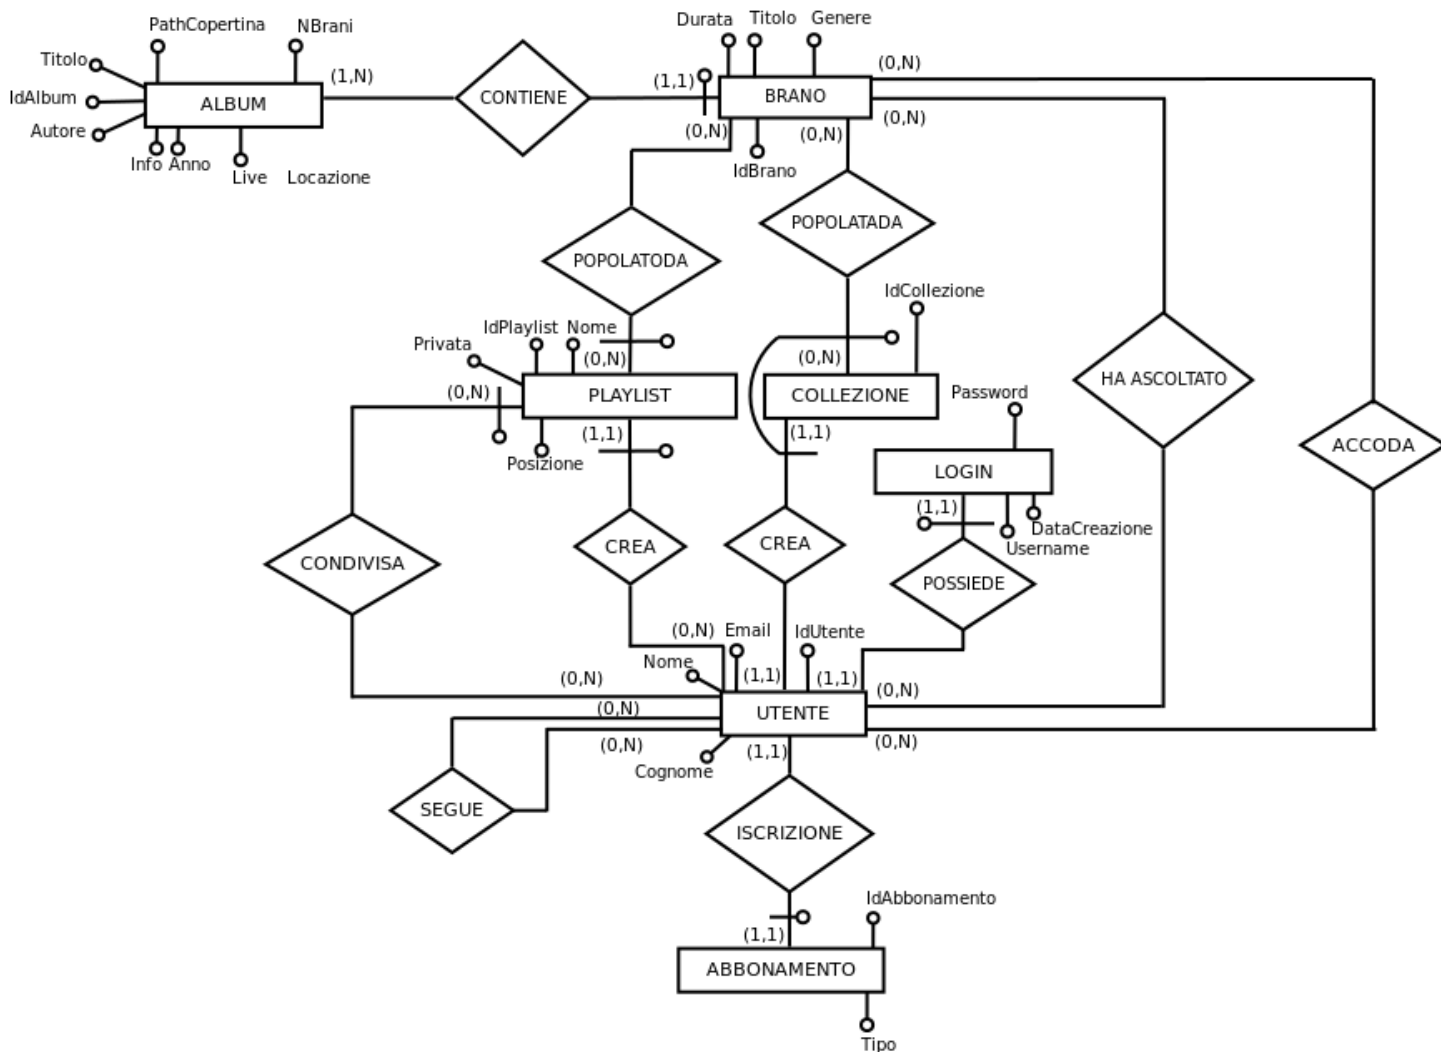 Durata Titolo Genere
PathCopertina NBrani
Titolo
(1,N)
(1,1)
(0,N)
IdAlbum
ALBUM
CONTIENE
BRANO
Autore
(0,N)
(0,N)
(0,N)
Info Anno
Live Locazione
IdBrano
POPOLATODA
POPOLATADA
IdCollezione
IdPlaylist Nome
Privata
(0,N)
(0,N)
HA ASCOLTATO
(0,N)
PLAYLIST
COLLEZIONE
Password
(1,1)
(1,1)
ACCODA
Posizione
LOGIN
(1,1)
DataCreazione
Username
CONDIVISA
CREA
CREA
POSSIEDE
(0,N)
Email
IdUtente
Nome
(0,N)
(1,1)
(1,1)
(0,N)
(0,N)
UTENTE
(0,N)
(1,1)
(0,N)
Cognome
SEGUE
ISCRIZIONE
IdAbbonamento
(1,1)
ABBONAMENTO
Tipo